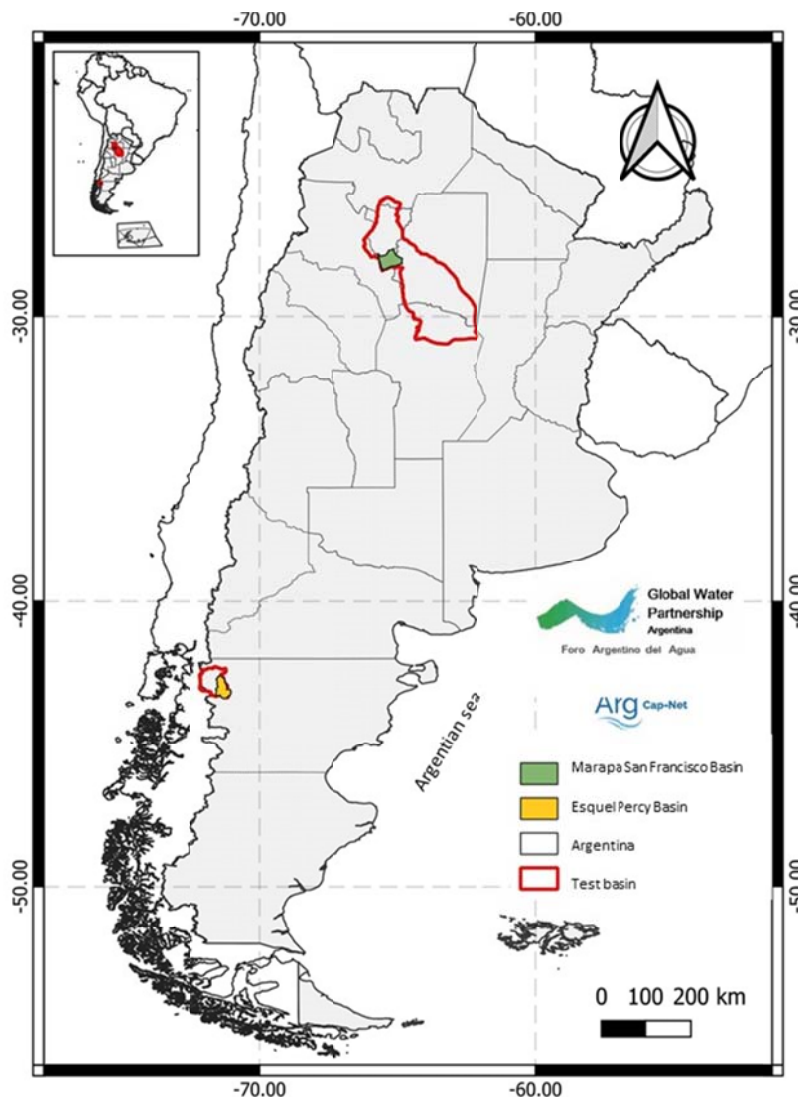 -70.00
-60.00
-30.00
-30.00
-40.00
-40.00
-50.00
-50.00
Global Water
Partnership
Argentina
Foro Argentino del Agua
Arg Cap-Net
Argentian sea
Marapa San Francisco Basin
Esquel Percy Basin
Argentina
Test basin
0 100 200 km
-70.00
-60.00